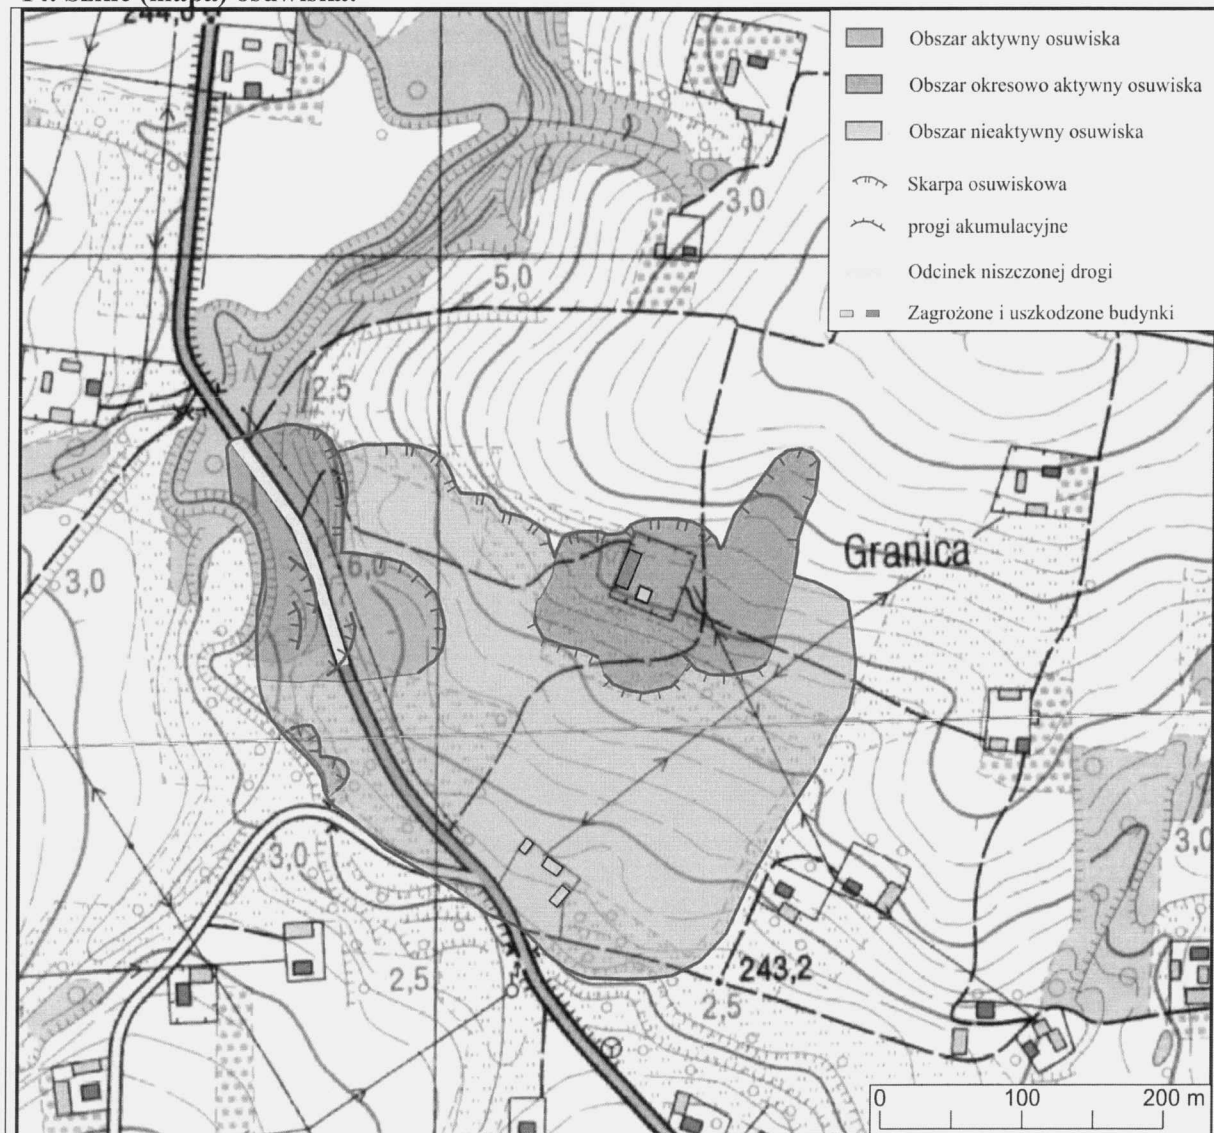 244,0
Obszar aktywny osuwiska
Obszar okresowo aktywny osuwiska
Obszar nieaktywny osuwiska
Skarpa osuwiskowa
progi akumulacyjne
Odcinek niszczonej drogi
Zagrożone i uszkodzone budynki
3,0
5,0
2,5
Granica
6,0
3,0
3,0
3,0
243,2
2,5
2,5
0 100 200 m